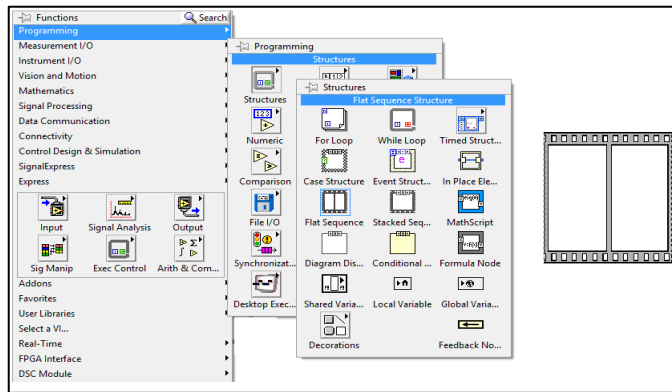 Functions
Search
Programming
Measurement I/O
Instrument I/O
Vision and Motion
Mathematics
Signal Processing
Data Communication
Connectivity
Control Design & Simulation
SignalExpress
Express
Input Signal Analysis Output
Sig Manip Exec Control Arith & Com...
Addons
Favorites
User Libraries
Select a VI...
Real-Time
FPGA Interface
DSC Module
Programming
Structures
Structures
Numeric
Comparison
File I/O
Synchronizat...
Desktop Exec...
Structures
Flat Sequence Structure
For Loop While Loop Timed Struct...
Case Structure Event Struct... In Place Ele...
Flat Sequence Stacked Seq... MathScript
Diagram Dis... Conditional ... Formula Node
Shared Varia... Local Variable Global Varia...
Decorations Feedback No...